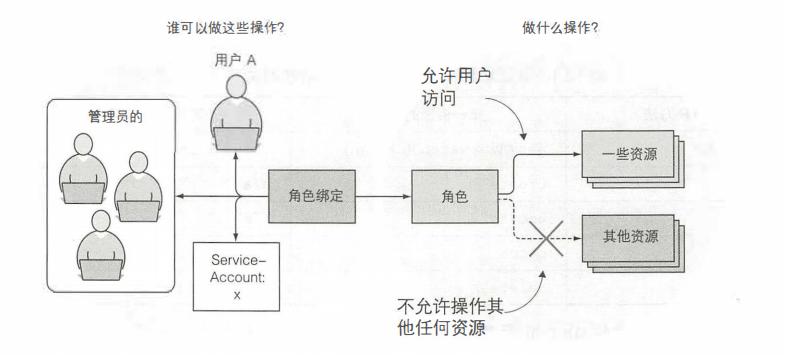 谁可以做这些操作?
做什么操作?
用户 A
管理员的
允许用户
访问
角色绑定
角色
一些资源
其他资源
Service-
Account:
x
不允许操作其
他任何资源